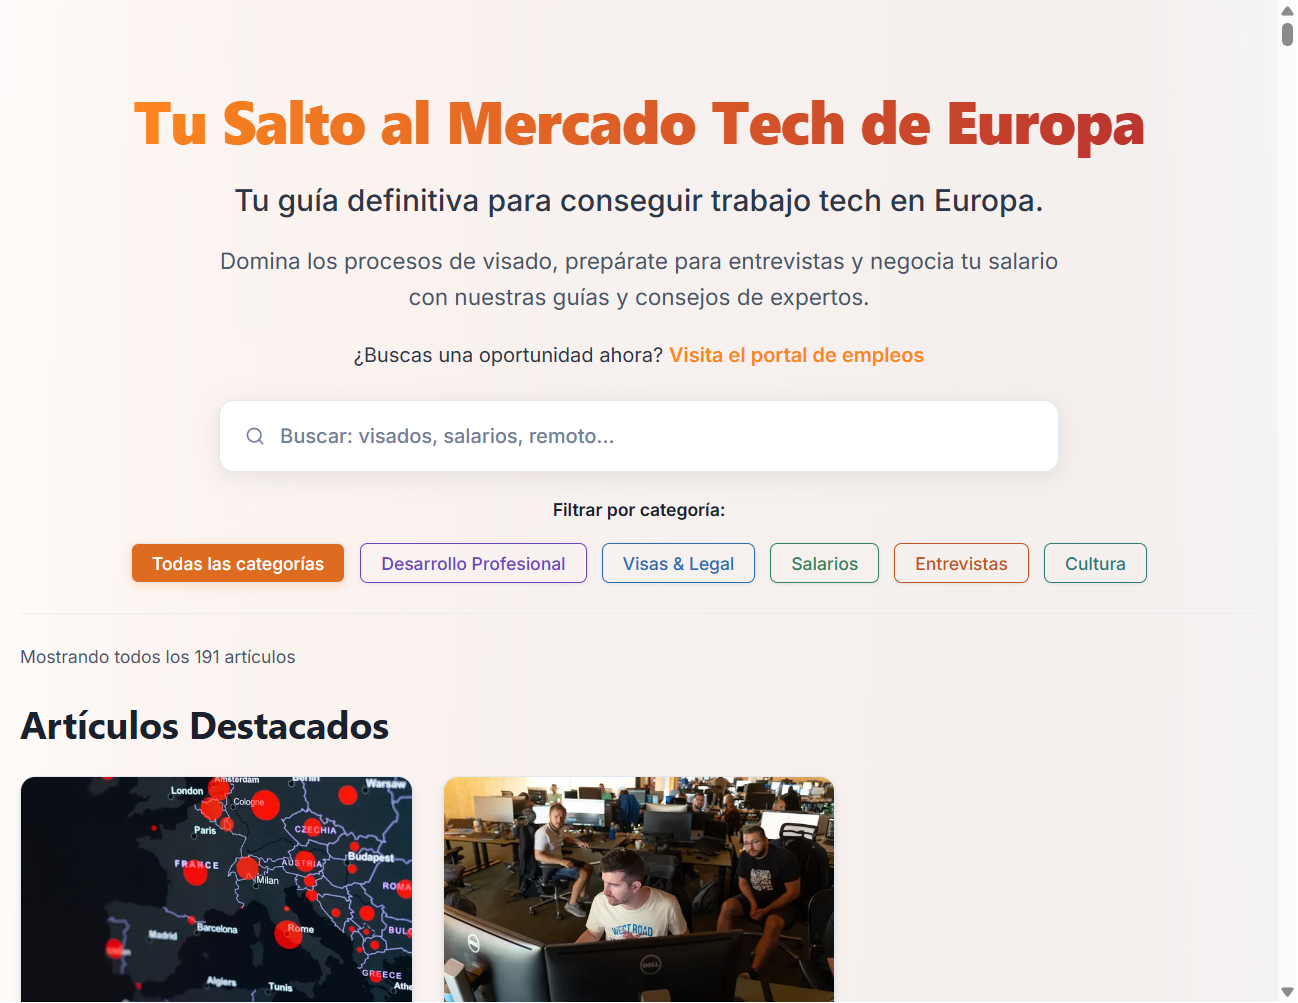 Tu Salto al Mercado Tech de Europa
Tu guía definitiva para conseguir trabajo tech en Europa.
Domina los procesos de visado, prepárate para entrevistas y negocia tu salario
con nuestras guías y consejos de expertos.
¿Buscas una oportunidad ahora? Visita el portal de empleos
Buscar: visados, salarios, remoto...
Filtrar por categoría:
Todas las categorías
Desarrollo Profesional
Visas & Legal
Salarios
Entrevistas
Cultura
Mostrando todos los 191 artículos
Artículos Destacados
Amsterdam
Berlin
Warsaw
London
Cologne
Paris
CZECHIA
FRANCE
AUSTRIA
Budapest
Milan
ROMA
Barcelona
Rome
Madrid
BUL
GREECE
Algiers
Tunis
Athe
WEST ROAD
DELL
DELL